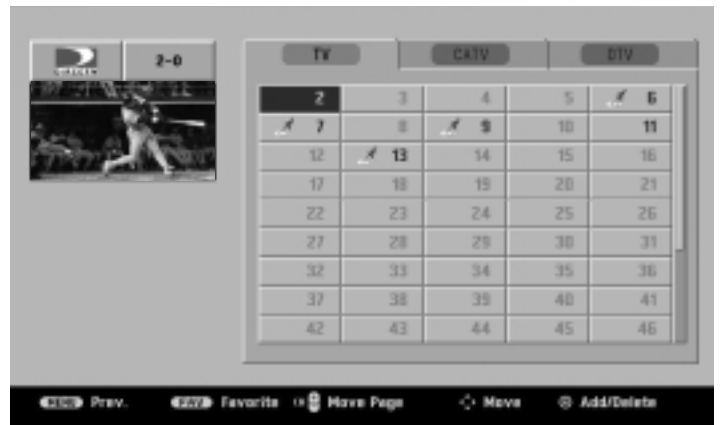 2-0
TV CATV DTV
2 3 4 5 6
7 8 9 10 11
12 13 14 15 16
17 18 19 20 21
22 23 24 25 26
27 28 29 30 31
32 33 34 35 36
37 38 39 40 41
42 43 44 45 46
MENU Prev. FAV Favorite CH Move Page Move Add/Delete